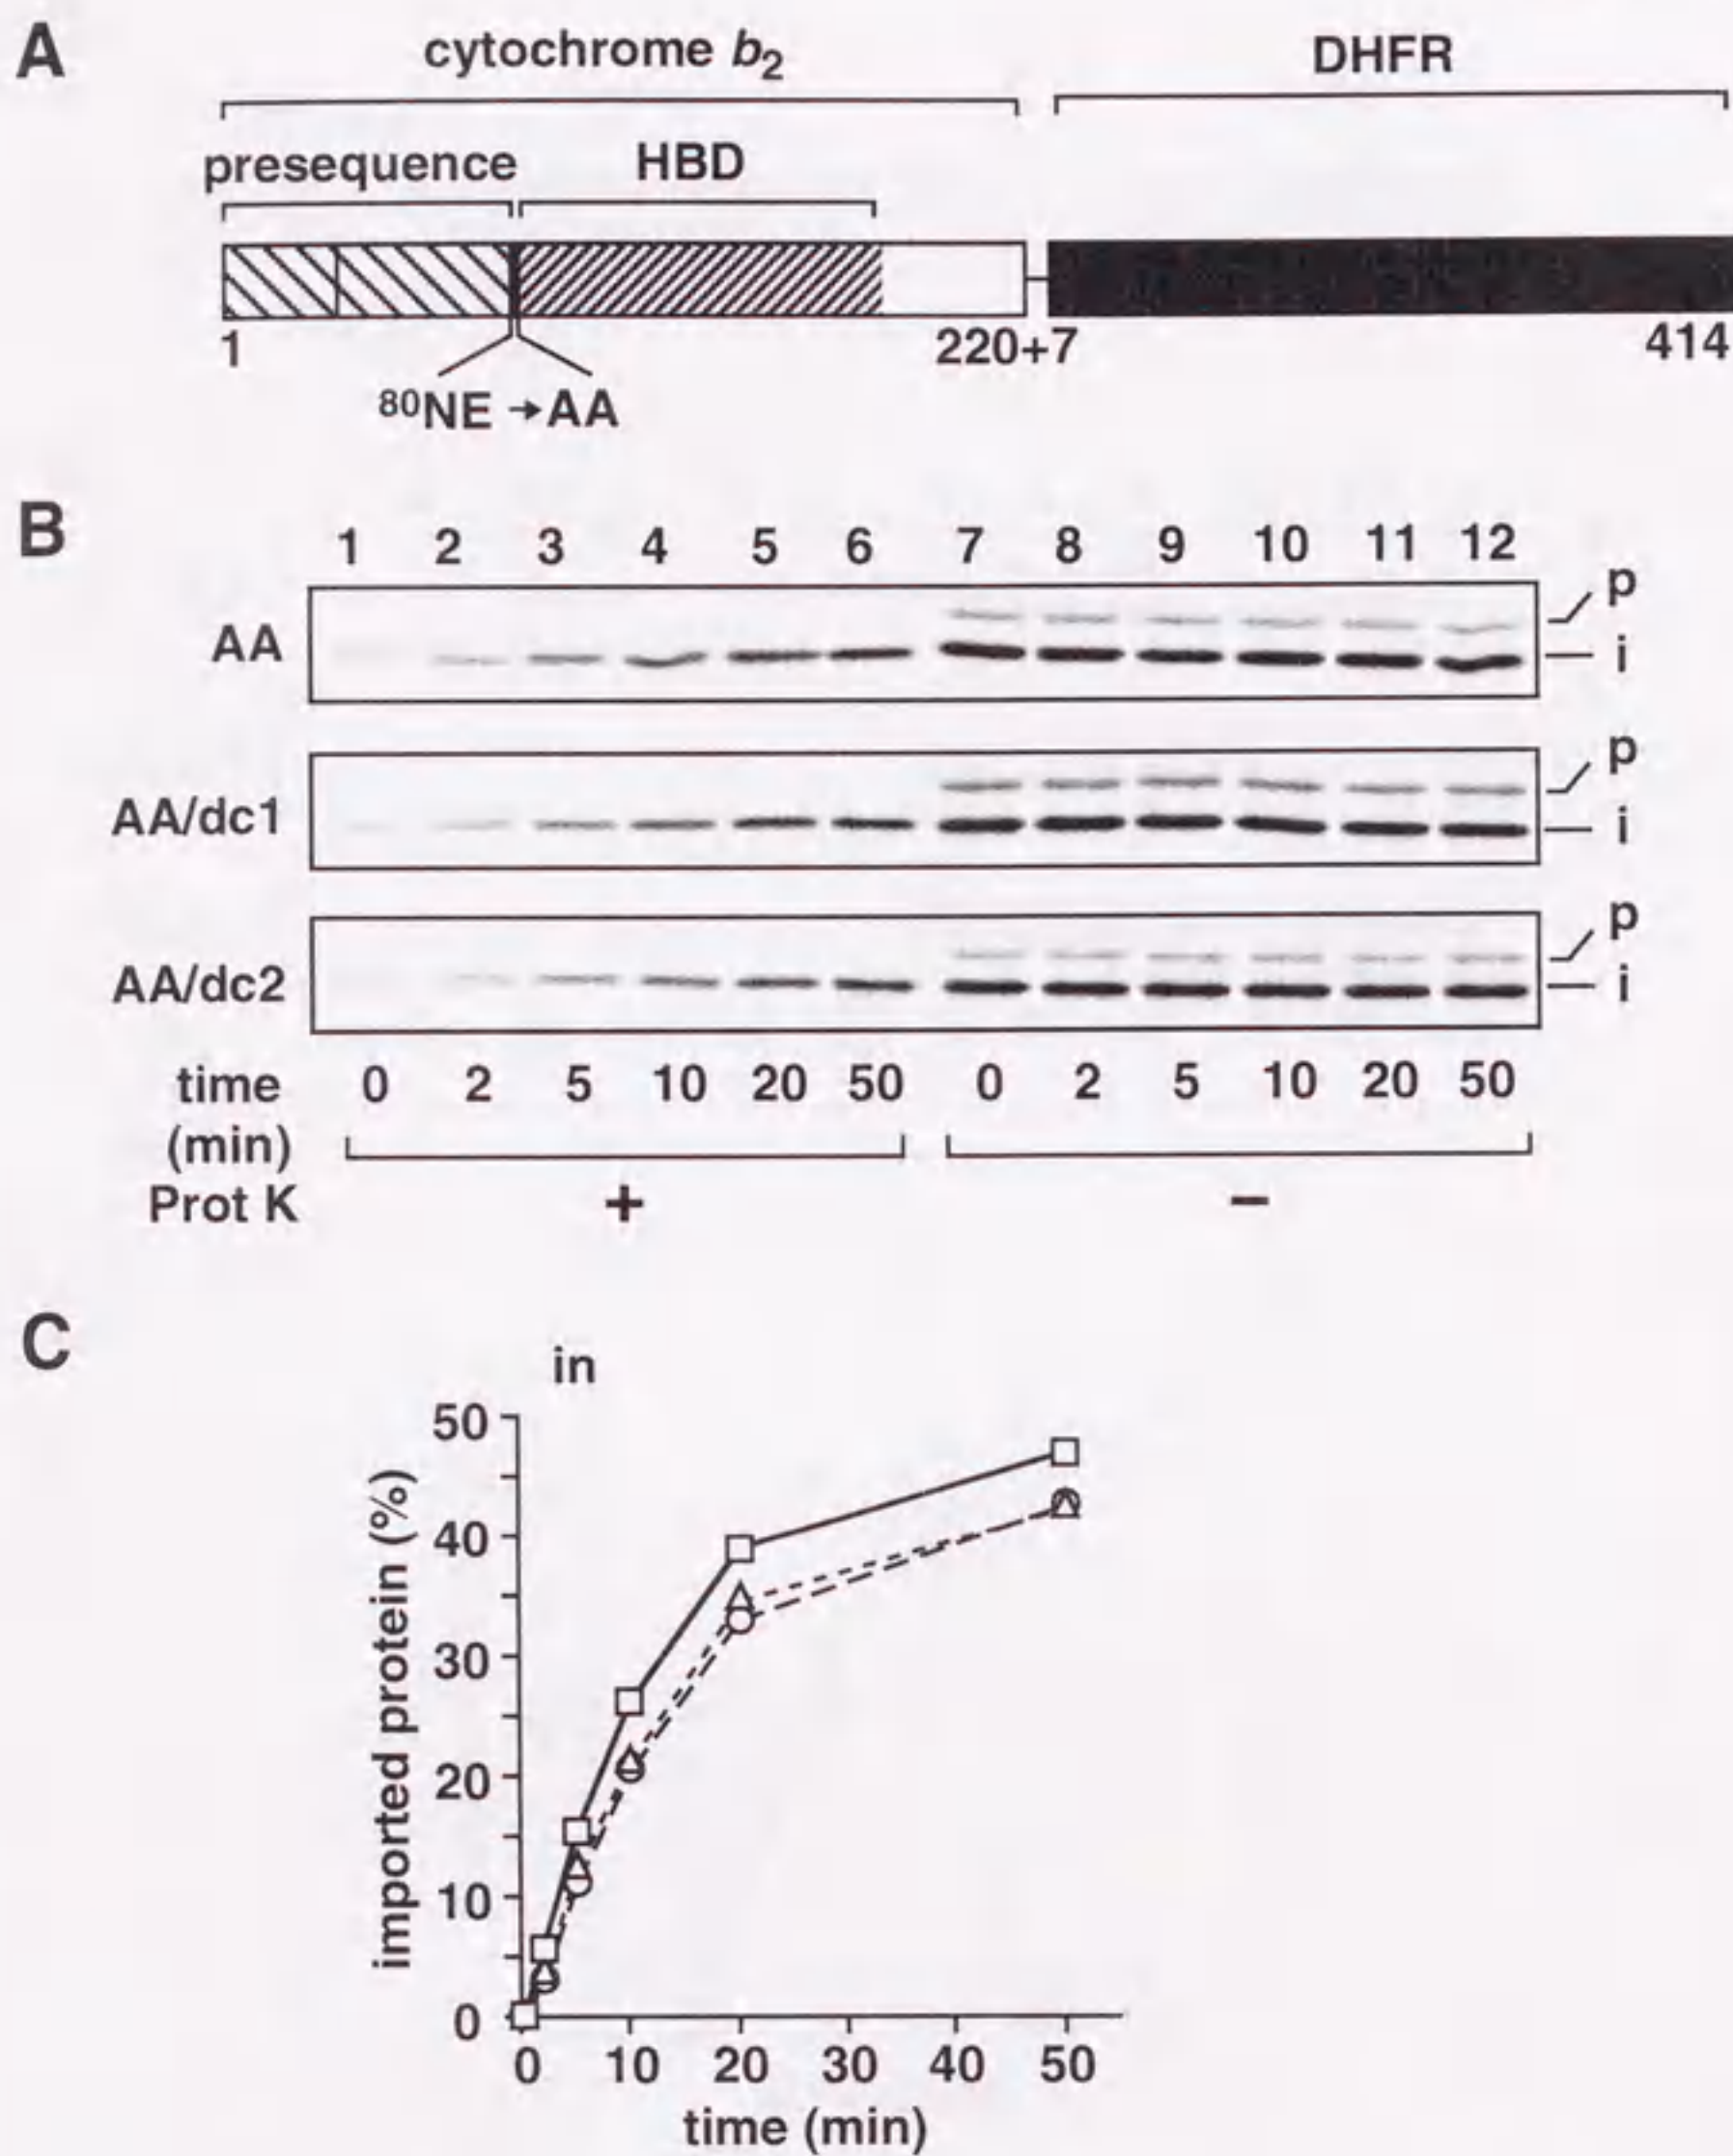 A
cytochrome b2
DHFR
presequence
HBD
1
220+7
414
80NE →AA
B
1 2 3 4 5 6 7 8 9 10 11 12
AA
p
i
AA/dc1
p
i
AA/dc2
p
i
time 0 2 5 10 20 50 0 2 5 10 20 50
(min)
Prot K + −
C
in
imported protein (%)
50
40
30
20
10
0
0 10 20 30 40 50
time (min)